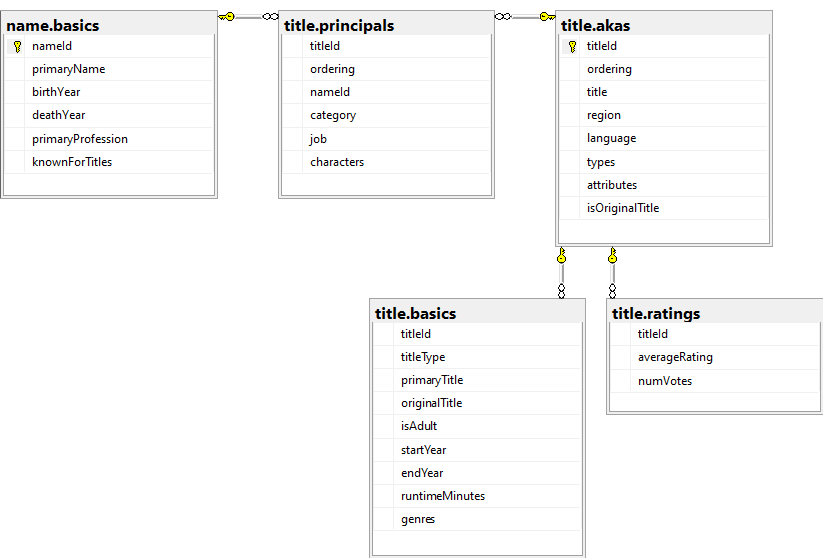 name.basics
nameId
primaryName
birthYear
deathYear
primaryProfession
knownForTitles
title.principals
titleId
ordering
nameId
category
job
characters
title.akas
titleId
ordering
title
region
language
types
attributes
isOriginalTitle
title.basics
titleId
titleType
primaryTitle
originalTitle
isAdult
startYear
endYear
runtimeMinutes
genres
title.ratings
titleId
averageRating
numVotes